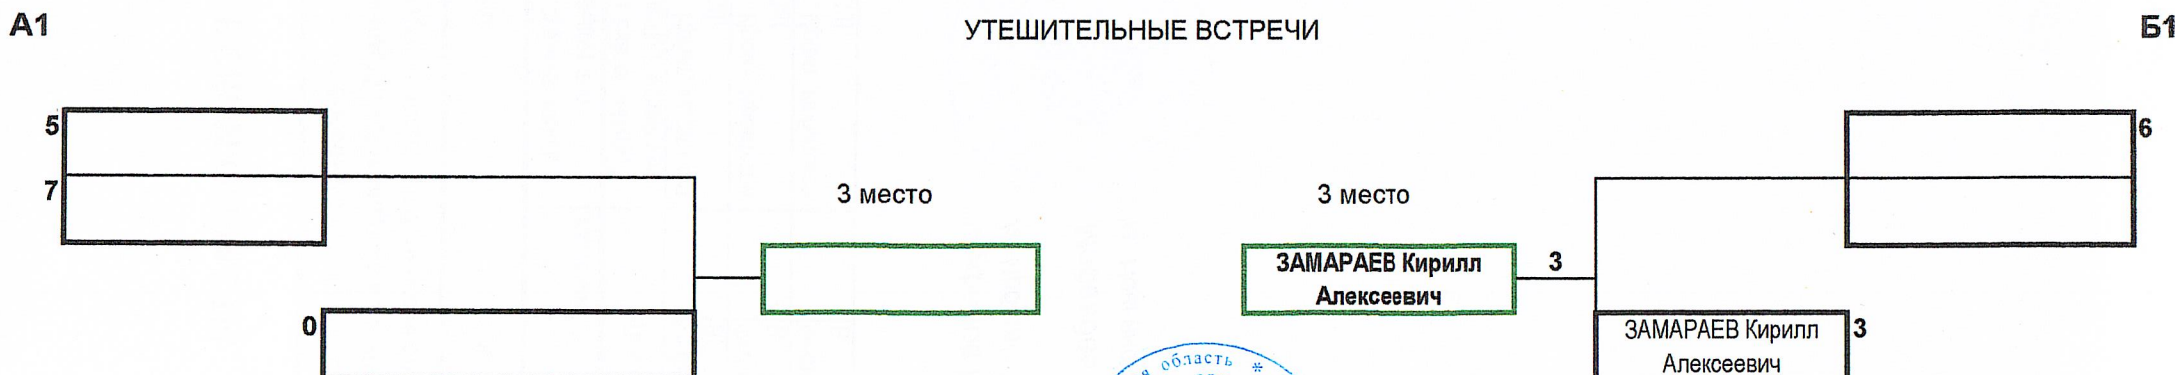 А1
УТЕШИТЕЛЬНЫЕ ВСТРЕЧИ
Б1
5
6
7
3 место
3 место
ЗАМАРАЕВ Кирилл
Алексеевич
3
0
ЗАМАРАЕВ Кирилл
Алексеевич
3
область *